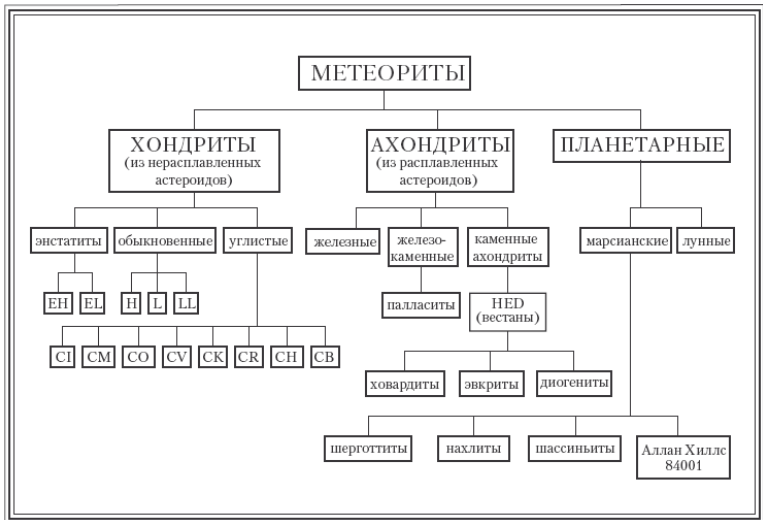 МЕТЕОРИТЫ
ХОНДРИТЫ
(из нерасплавленных
астероидов)
АХОНДРИТЫ
(из расплавленных
астероидов)
ПЛАНЕТАРНЫЕ
энстатиты
обыкновенные
углистые
железные
железо-
каменные
каменные
ахондриты
марсианские
лунные
EH
EL
H
L
LL
палласиты
HED
(вестаны)
CI
CM
CO
CV
CK
CR
CH
CB
ховардиты
эвкриты
диогениты
шерготтиты
нахлиты
шассиньиты
Аллан Хиллс
84001